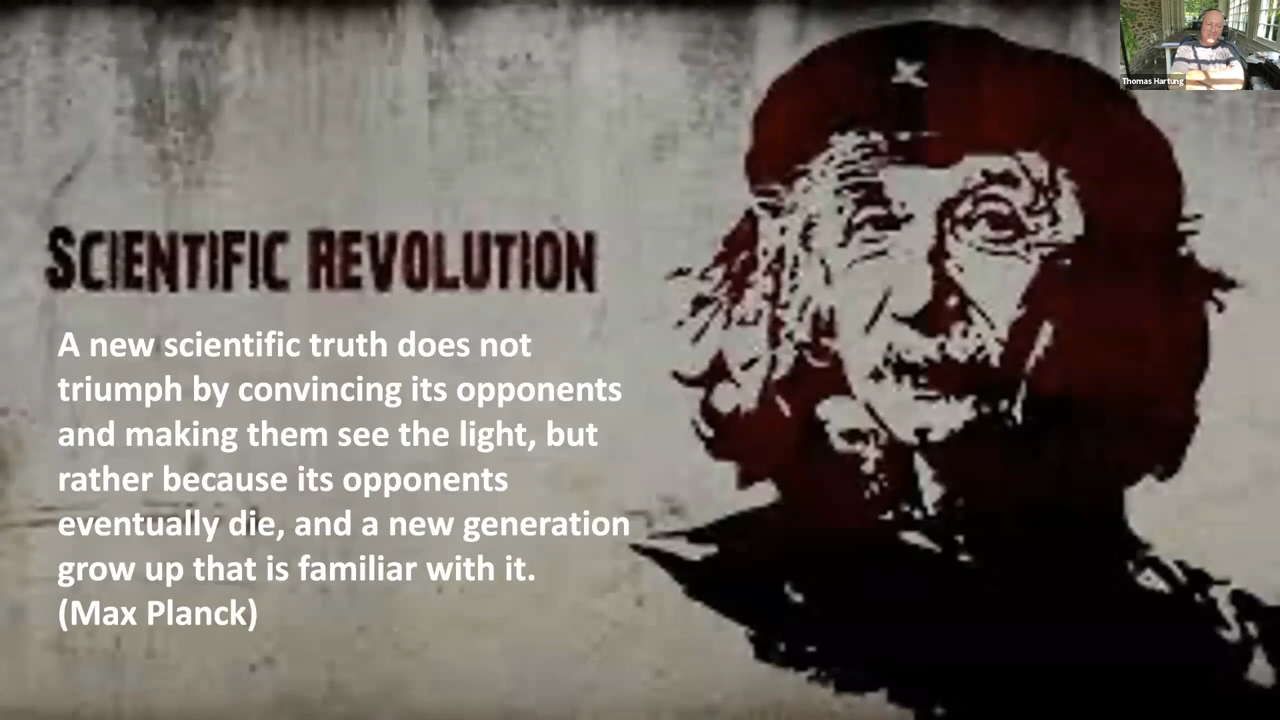 Thomas Hartung
SCIENTIFIC REVOLUTION
A new scientific truth does not
triumph by convincing its opponents
and making them see the light, but
rather because its opponents
eventually die, and a new generation
grow up that is familiar with it.
(Max Planck)